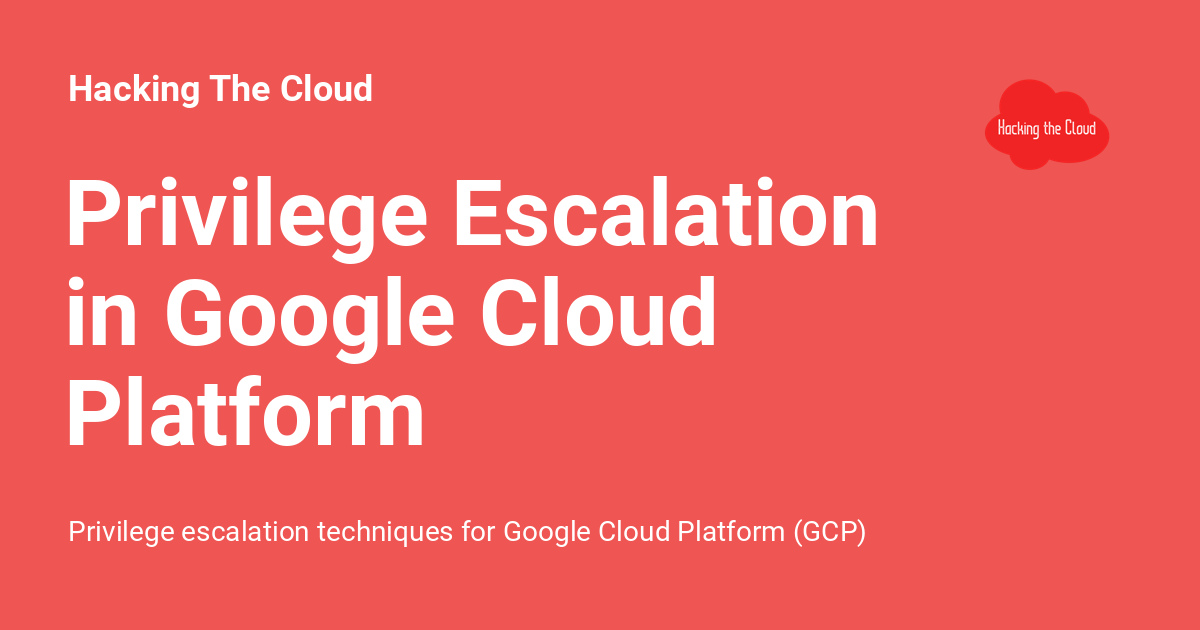 Hacking The Cloud
Hacking the Cloud
Privilege Escalation
in Google Cloud
Platform
Privilege escalation techniques for Google Cloud Platform (GCP)